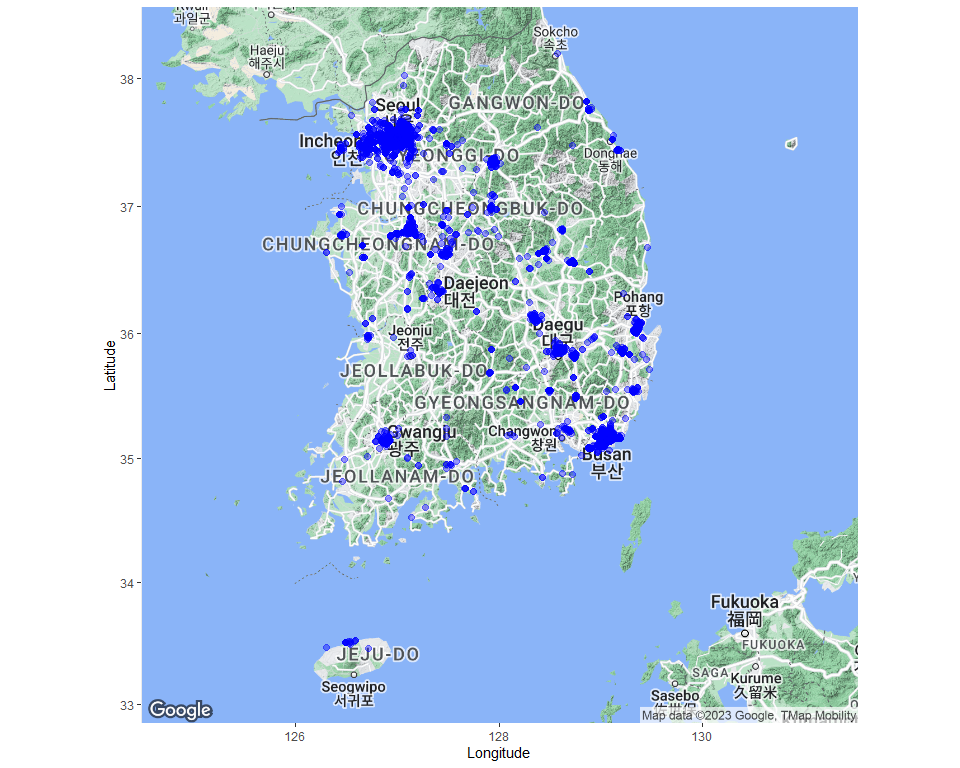 과일군
Sokcho
속초
Haeju
해주시
38
Seoul
GANGWON-DO
Incheon
인천
GYEONGGI-DO
Donghae
동해
37
CHUNGCHEONGBUK-DO
CHUNGCHEONGNAM-DO
Daejeon
대전
Pohang
포항
Daegu
대구
36
Jeonju
전주
Latitude
JEOLLABUK-DO
GYEONGSANGNAM-DO
Gwangju
광주
Changwon
창원
Busan
부산
35
JEOLLANAM-DO
34
Fukuoka
福岡
FUKUOKA
JEJU-DO
SAGA
Kurume
久留米
Seogwipo
서귀포
Sasebo
33
Google
Map data ©2023 Google, TMap Mobility
126
128
130
Longitude